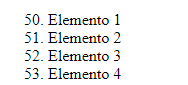 50. Elemento 1
51. Elemento 2
52. Elemento 3
53. Elemento 4